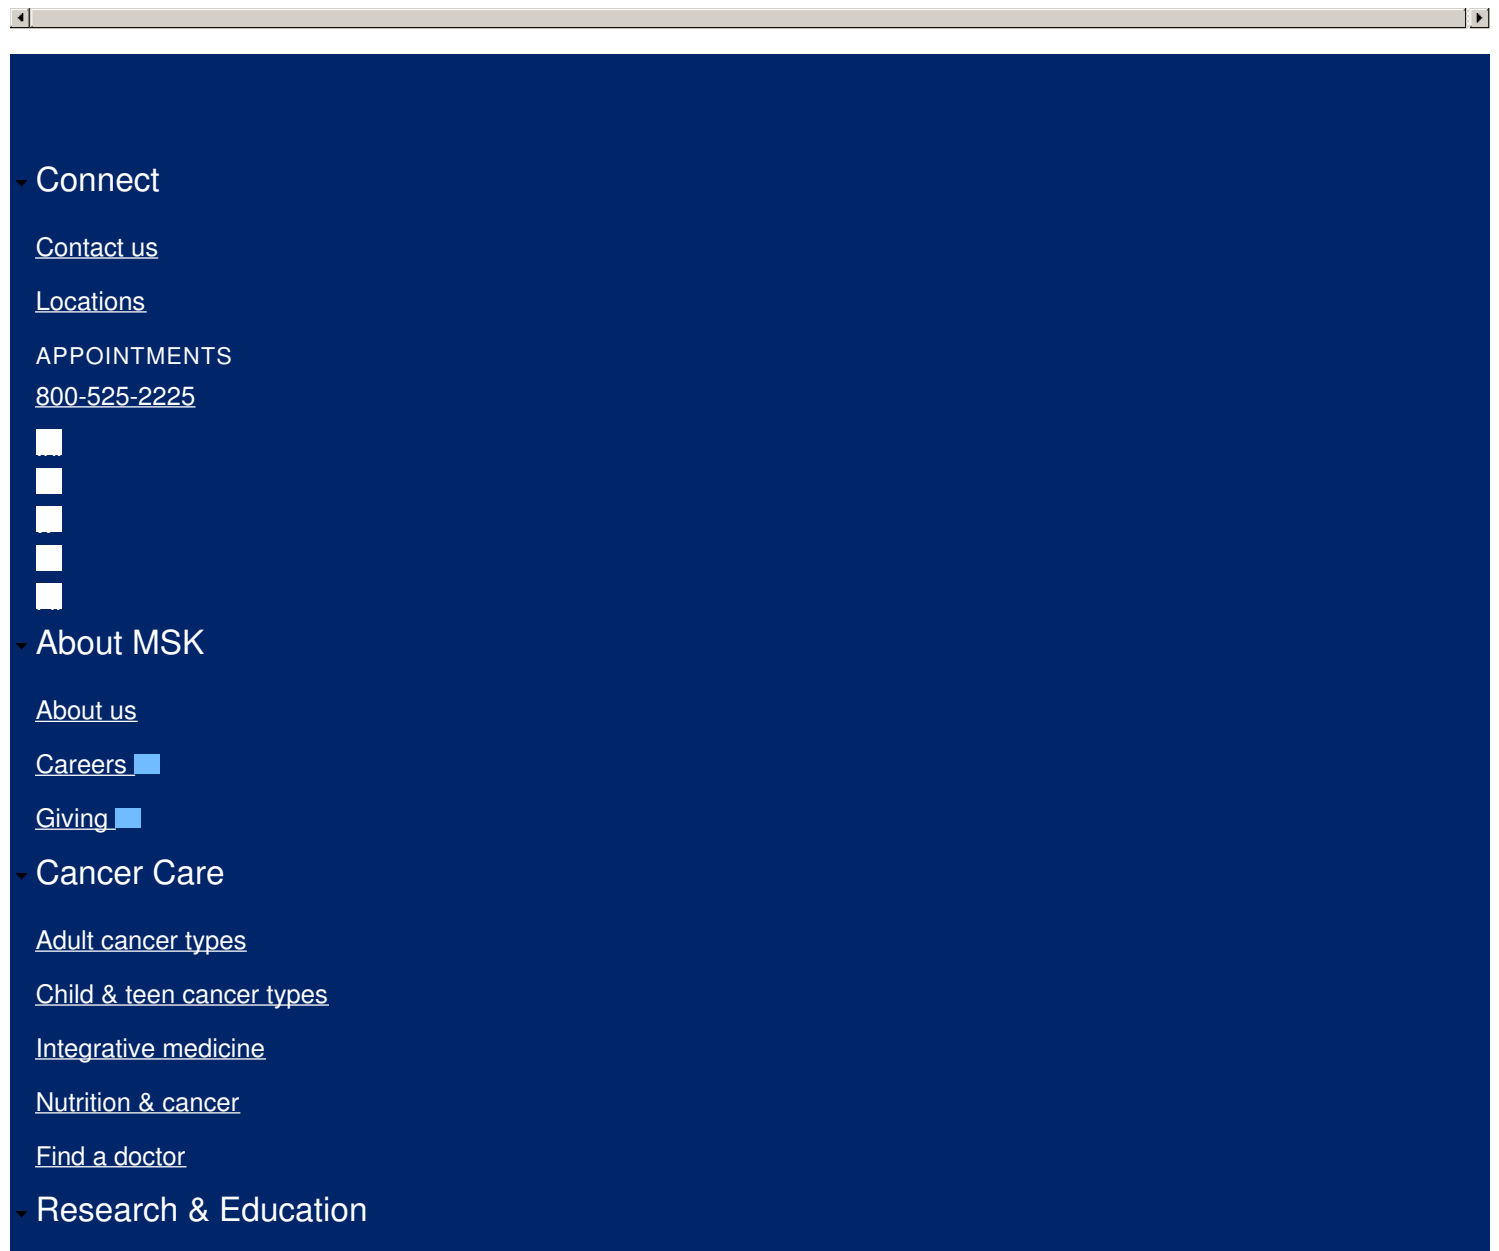 Connect
Contact us
Locations
APPOINTMENTS
800-525-2225
About MSK
About us
Careers
Giving
Cancer Care
Adult cancer types
Child & teen cancer types
Integrative medicine
Nutrition & cancer
Find a doctor
Research & Education